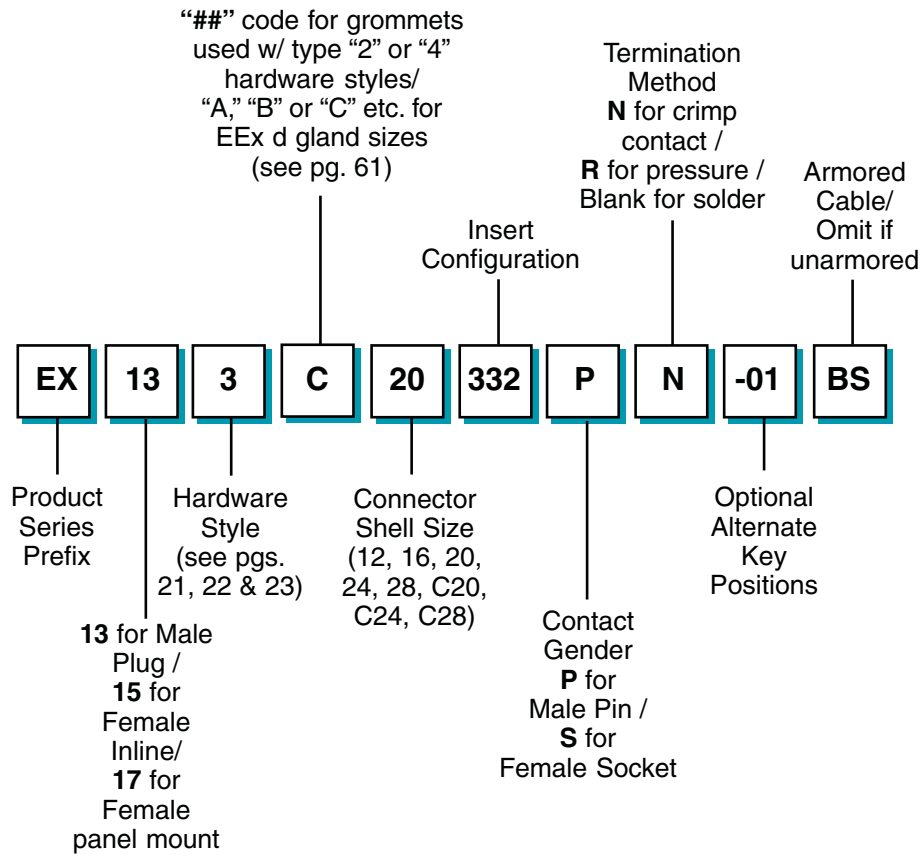 “##” code for grommets
used w/ type “2” or “4”
hardware styles/
“A,” “B” or “C” etc. for
EEx d gland sizes
(see pg. 61)
Insert
Configuration
Termination
Method
N for crimp
contact /
R for pressure /
Blank for solder
Armored
Cable/
Omit if
unarmored
EX 13 3 C 20 332 P N -01 BS
Product
Series
Prefix
13 for Male
Plug /
15 for
Female
Inline/
17 for
Female
panel mount
Hardware
Style
(see pgs.
21, 22 & 23)
Connector
Shell Size
(12, 16, 20,
24, 28, C20,
C24, C28)
Contact
Gender
P for
Male Pin /
S for
Female Socket
Optional
Alternate
Key
Positions